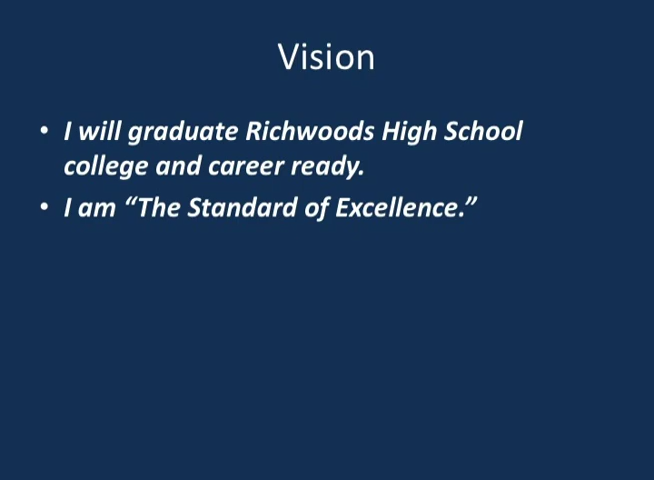 Vision
• I will graduate Richwoods High School
college and career ready.
• I am “The Standard of Excellence.”